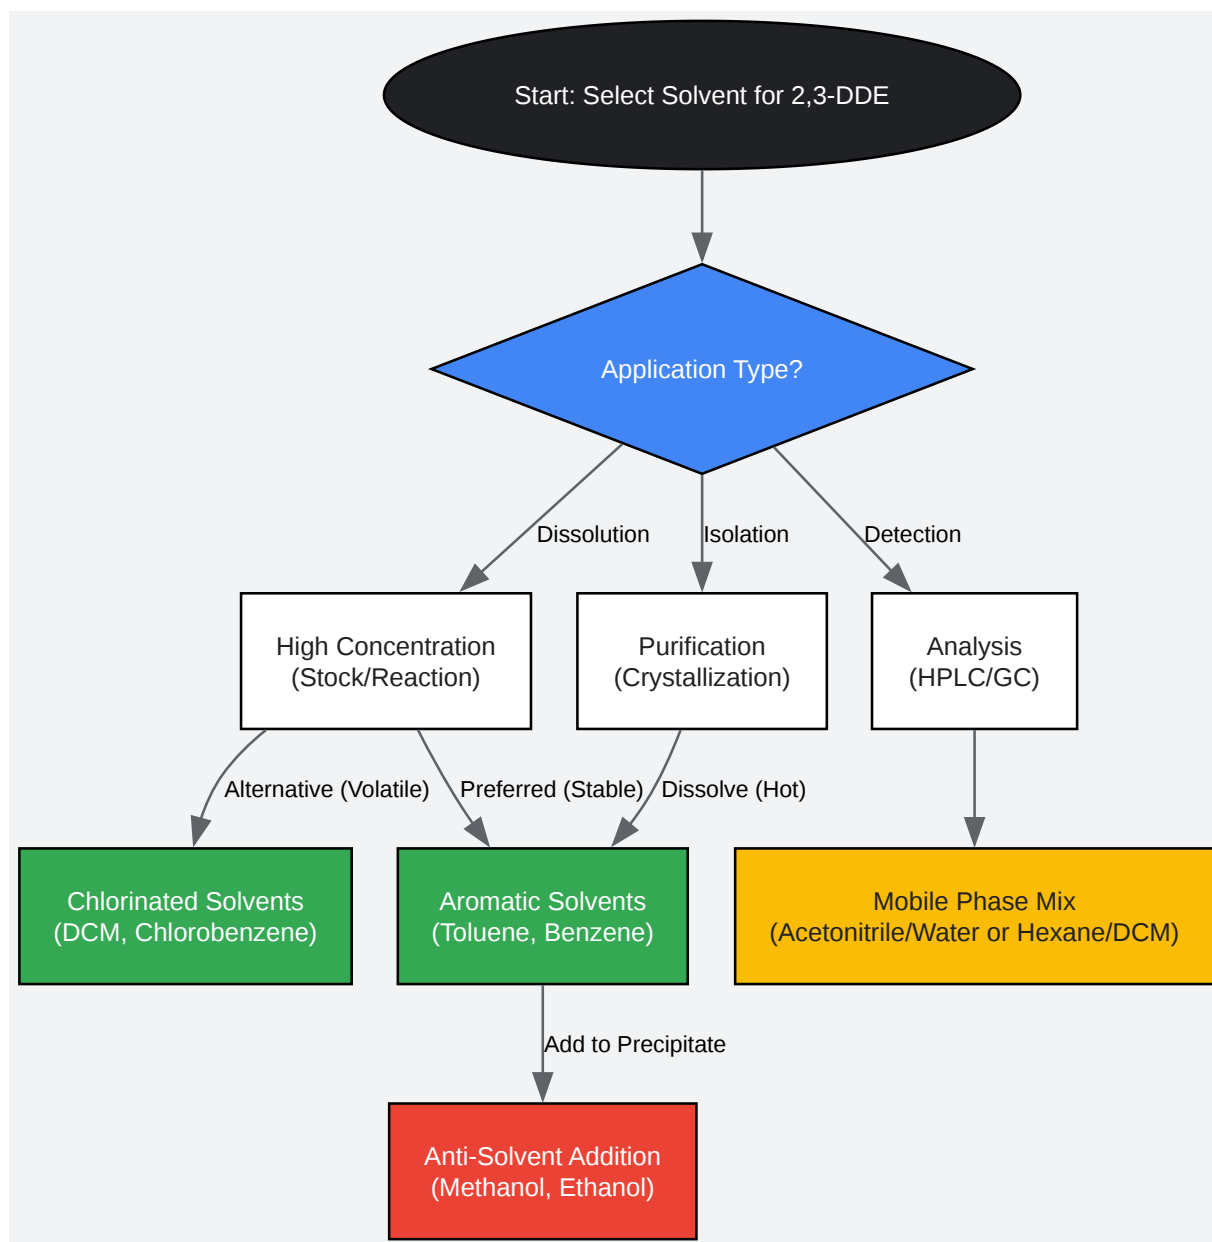 Start: Select Solvent for 2,3-DDE
Application Type?
Dissolution
Isolation
Detection
High Concentration
(Stock/Reaction)
Purification
(Crystallization)
Analysis
(HPLC/GC)
Alternative (Volatile)
Preferred (Stable)
Dissolve (Hot)
Chlorinated Solvents
(DCM, Chlorobenzene)
Aromatic Solvents
(Toluene, Benzene)
Mobile Phase Mix
(Acetonitrile/Water or Hexane/DCM)
Add to Precipitate
Anti-Solvent Addition
(Methanol, Ethanol)